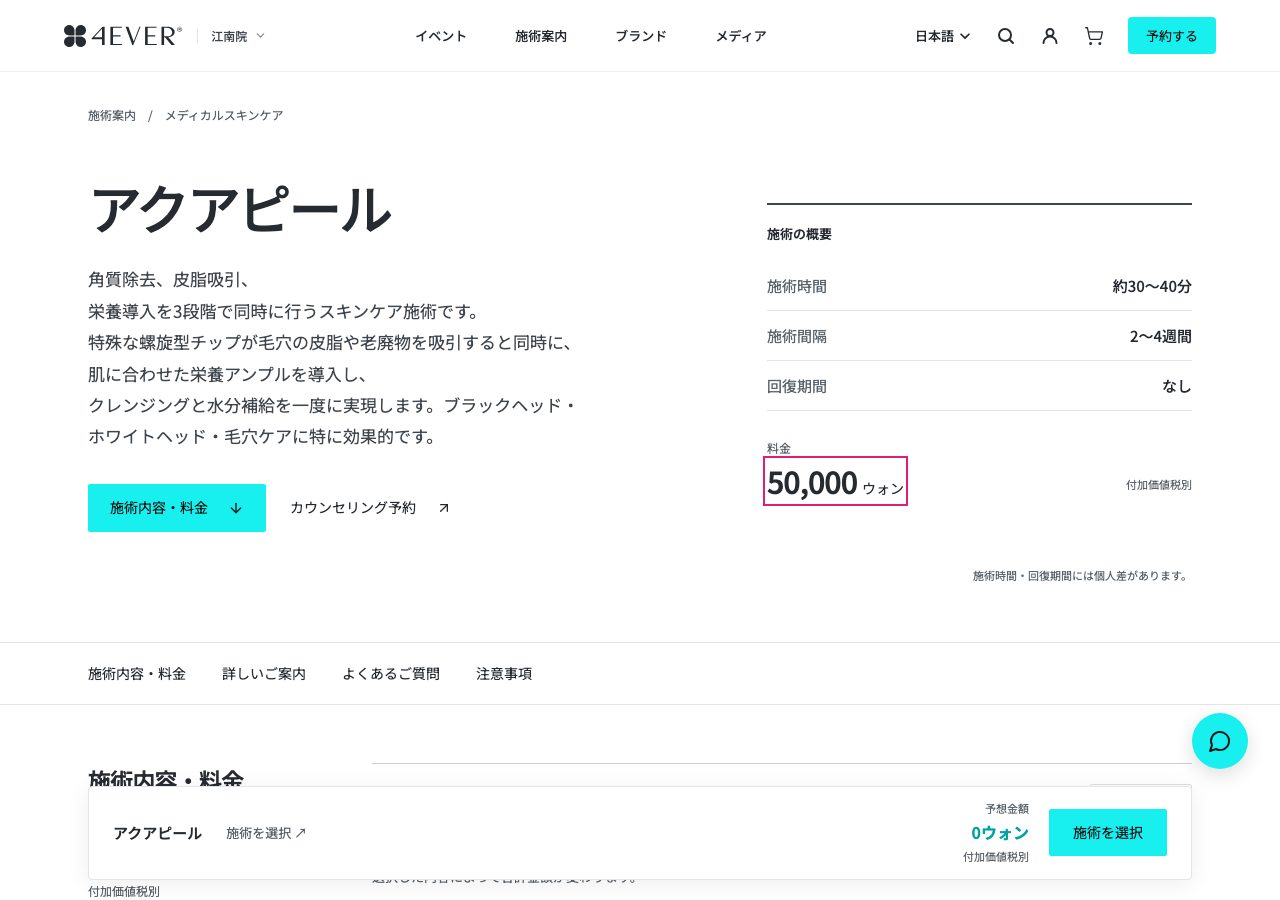 4EVER®
江南院
イベント
施術案内
ブランド
メディア
日本語
予約する
施術案内 / メディカルスキンケア
アクアピール
角質除去、皮脂吸引、
栄養導入を3段階で同時に行うスキンケア施術です。
特殊な螺旋型チップが毛穴の皮脂や老廃物を吸引すると同時に、
肌に合わせた栄養アンプルを導入し、
クレンジングと水分補給を一度に実現します。ブラックヘッド・
ホワイトヘッド・毛穴ケアに特に効果的です。
施術内容・料金 ↓
カウンセリング予約 ↗
施術の概要
施術時間 約30〜40分
施術間隔 2〜4週間
回復期間 なし
料金
50,000 ウォン
付加価値税別
施術時間・回復期間には個人差があります。
施術内容・料金
詳しいご案内
よくあるご質問
注意事項
施術内容・料金
アクアピール
施術を選択 ↗
予想金額
0ウォン
付加価値税別
施術を選択
付加価値税別